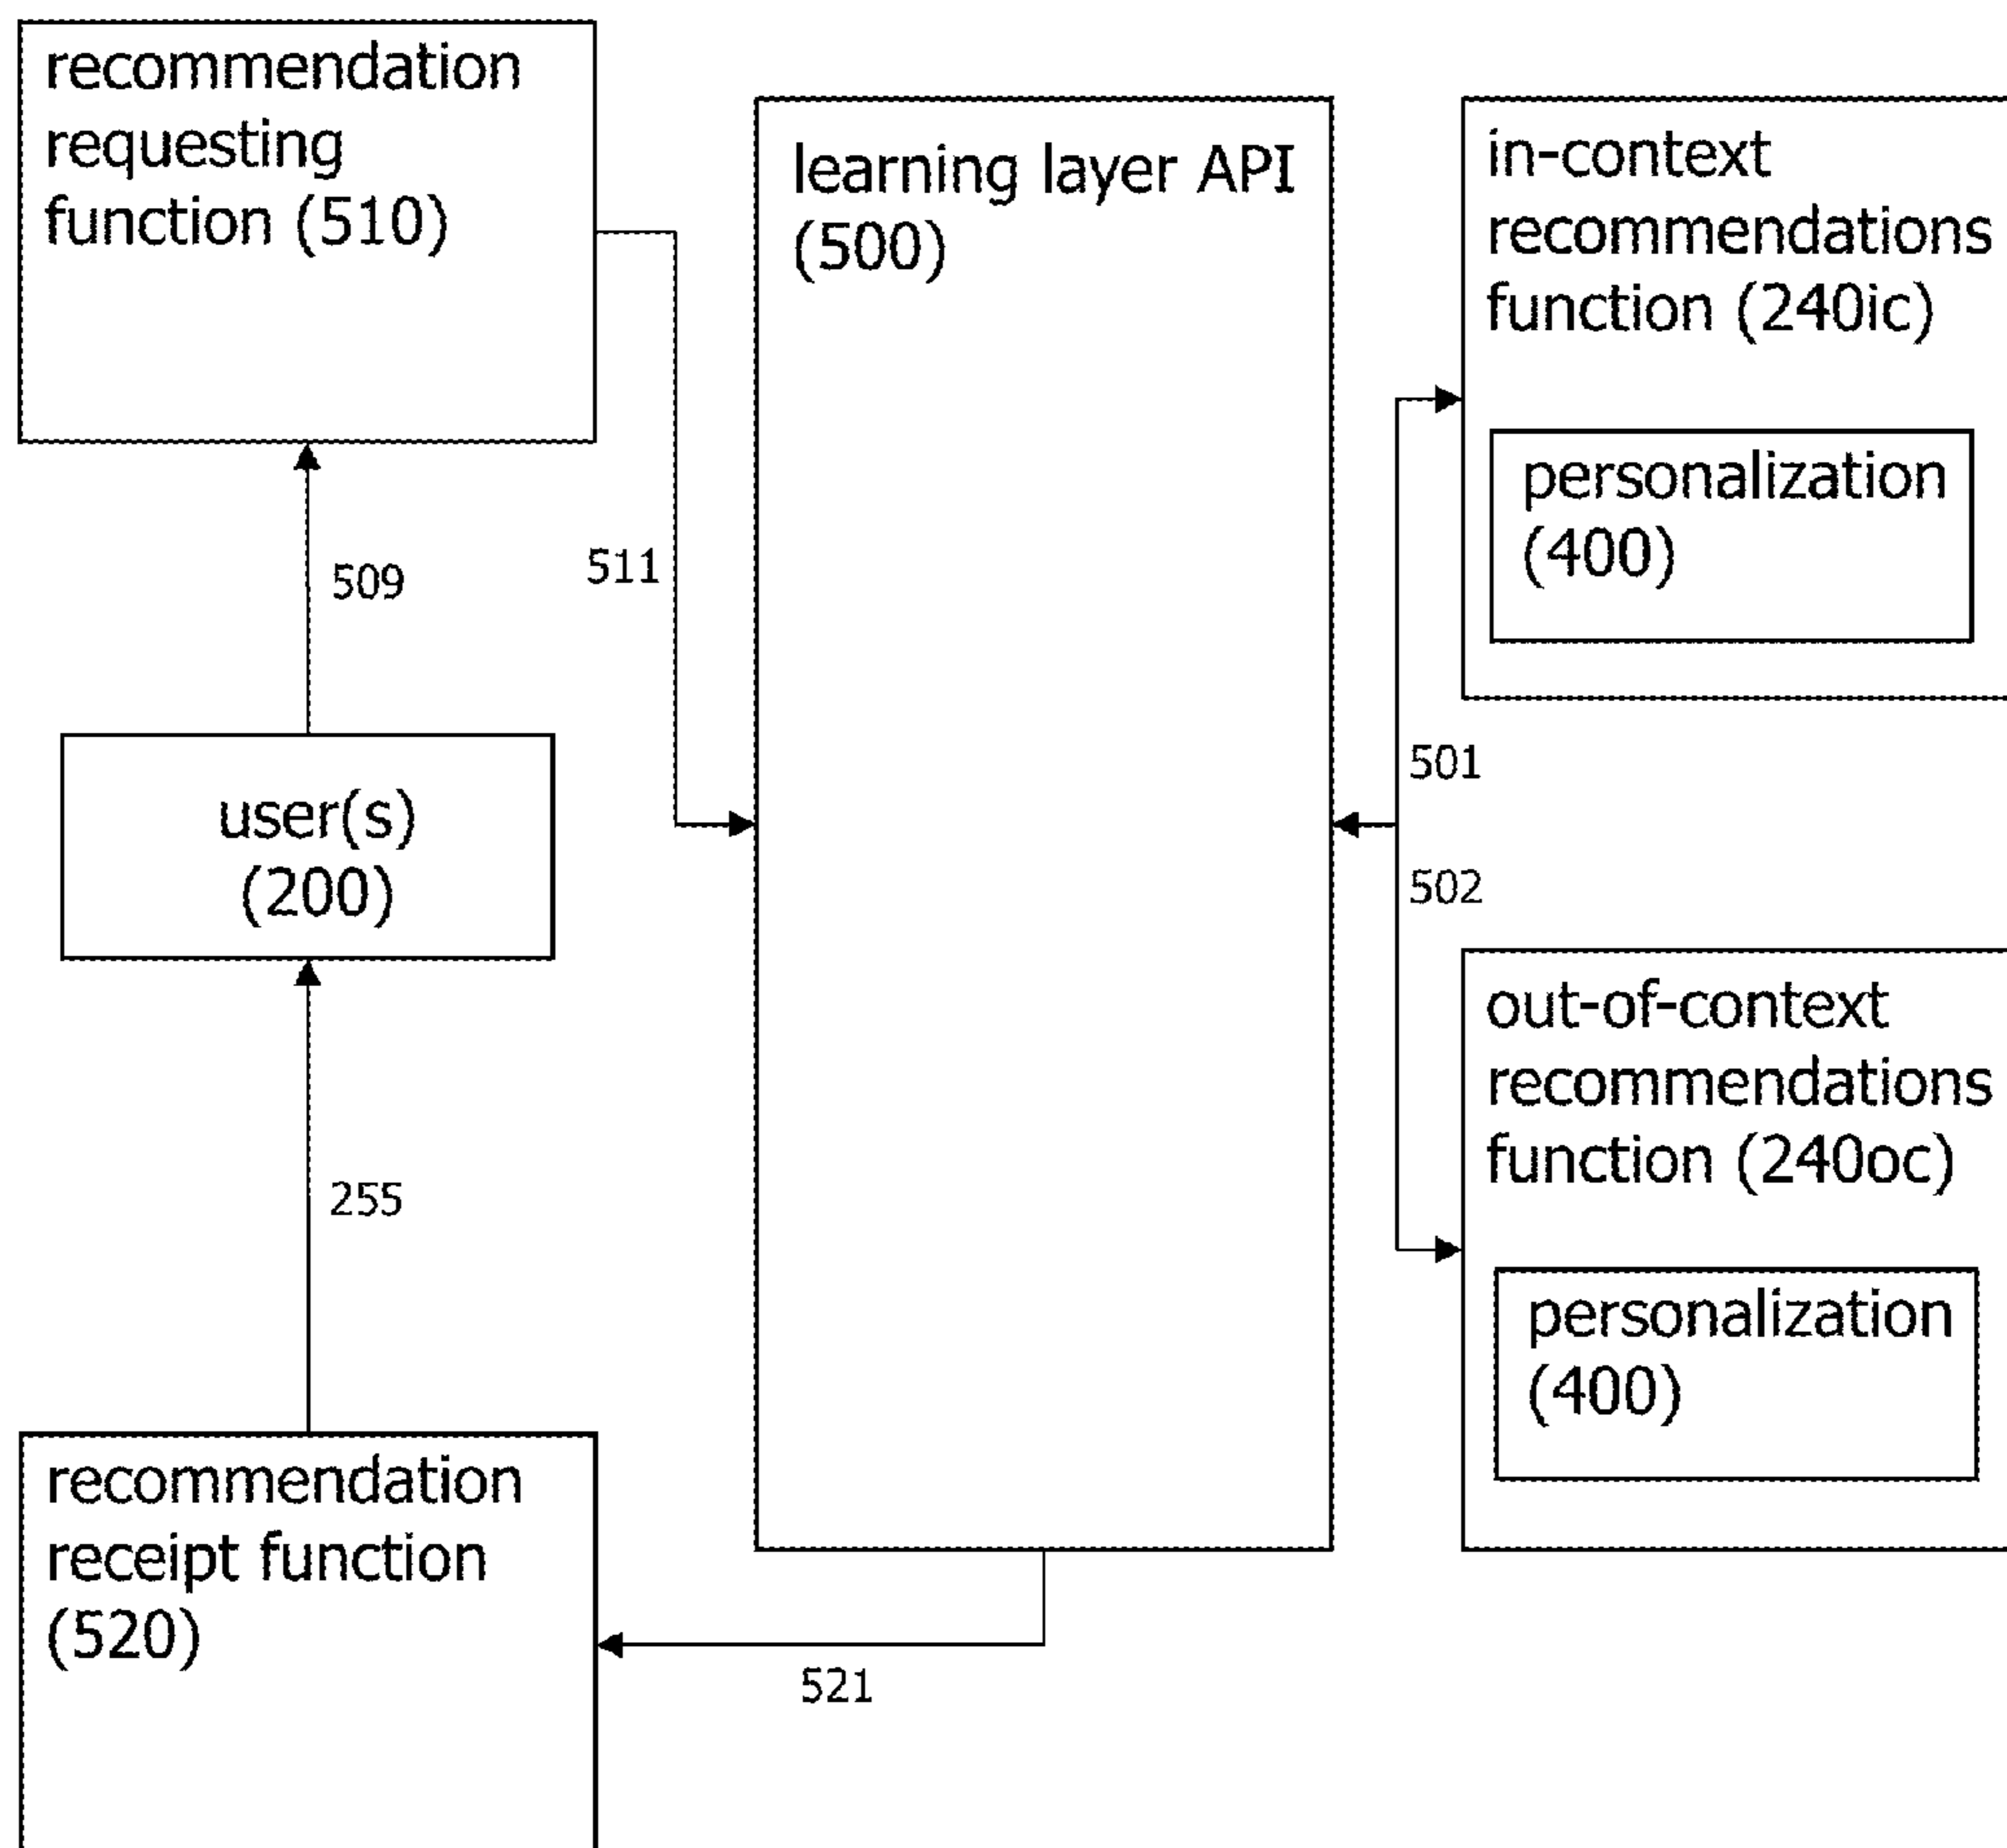 recommendation
requesting
function (510)
learning layer API
(500)
in-context
recommendations
function (240ic)
personalization
(400)
509
511
user(s)
(200)
501
502
out-of-context
recommendations
function (240oc)
personalization
(400)
255
recommendation
receipt function
(520)
521